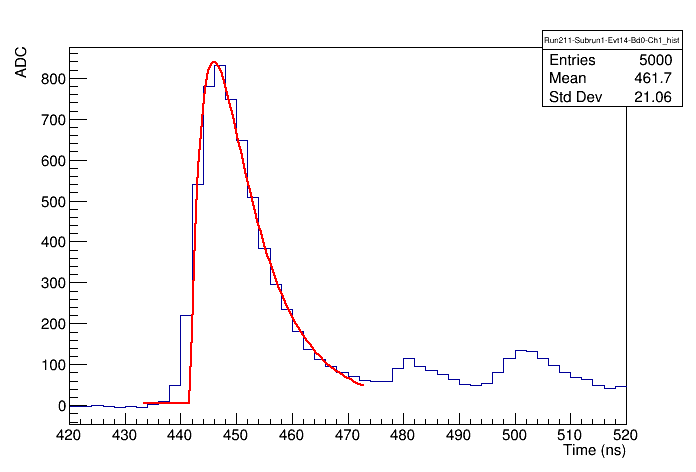 Run211-Subrun1-Evt14-Bd0-Ch1_hist
Entries 5000
Mean 461.7
Std Dev 21.06
ADC
800
700
600
500
400
300
200
100
0
420 430 440 450 460 470 480 490 500 510 520
Time (ns)